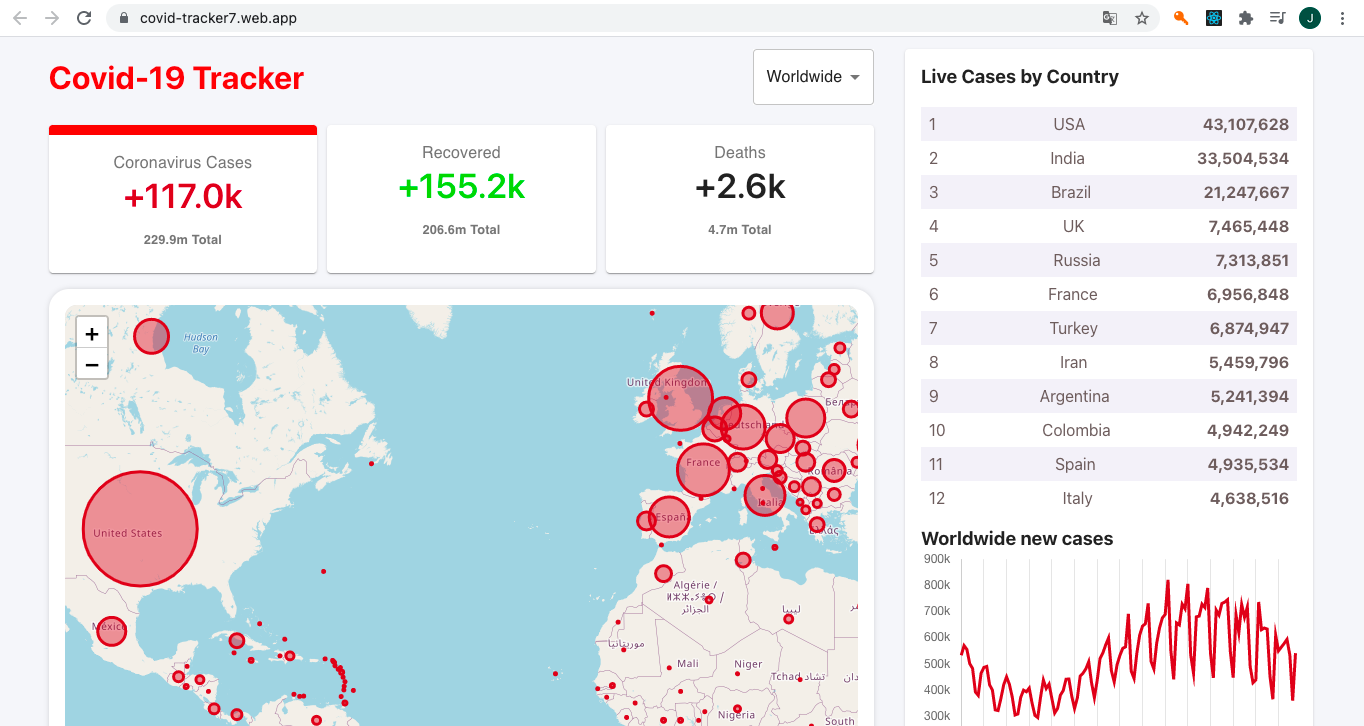 covid-tracker7.web.app
J
Covid-19 Tracker
Worldwide
Coronavirus Cases
+117.0k
229.9m Total
Recovered
+155.2k
206.6m Total
Deaths
+2.6k
4.7m Total
+
−
Hudson
Bay
United Kingdom
Беларусь
Deutschland
France
România
Italia
España
Ελλάς
United States
México
Algérie /
الجزائر
ليبيا
موريتانيا
Mali
Niger
Tchad تشاد
Nigeria
South
Live Cases by Country
1 USA 43,107,628
2 India 33,504,534
3 Brazil 21,247,667
4 UK 7,465,448
5 Russia 7,313,851
6 France 6,956,848
7 Turkey 6,874,947
8 Iran 5,459,796
9 Argentina 5,241,394
10 Colombia 4,942,249
11 Spain 4,935,534
12 Italy 4,638,516
Worldwide new cases
900k
800k
700k
600k
500k
400k
300k